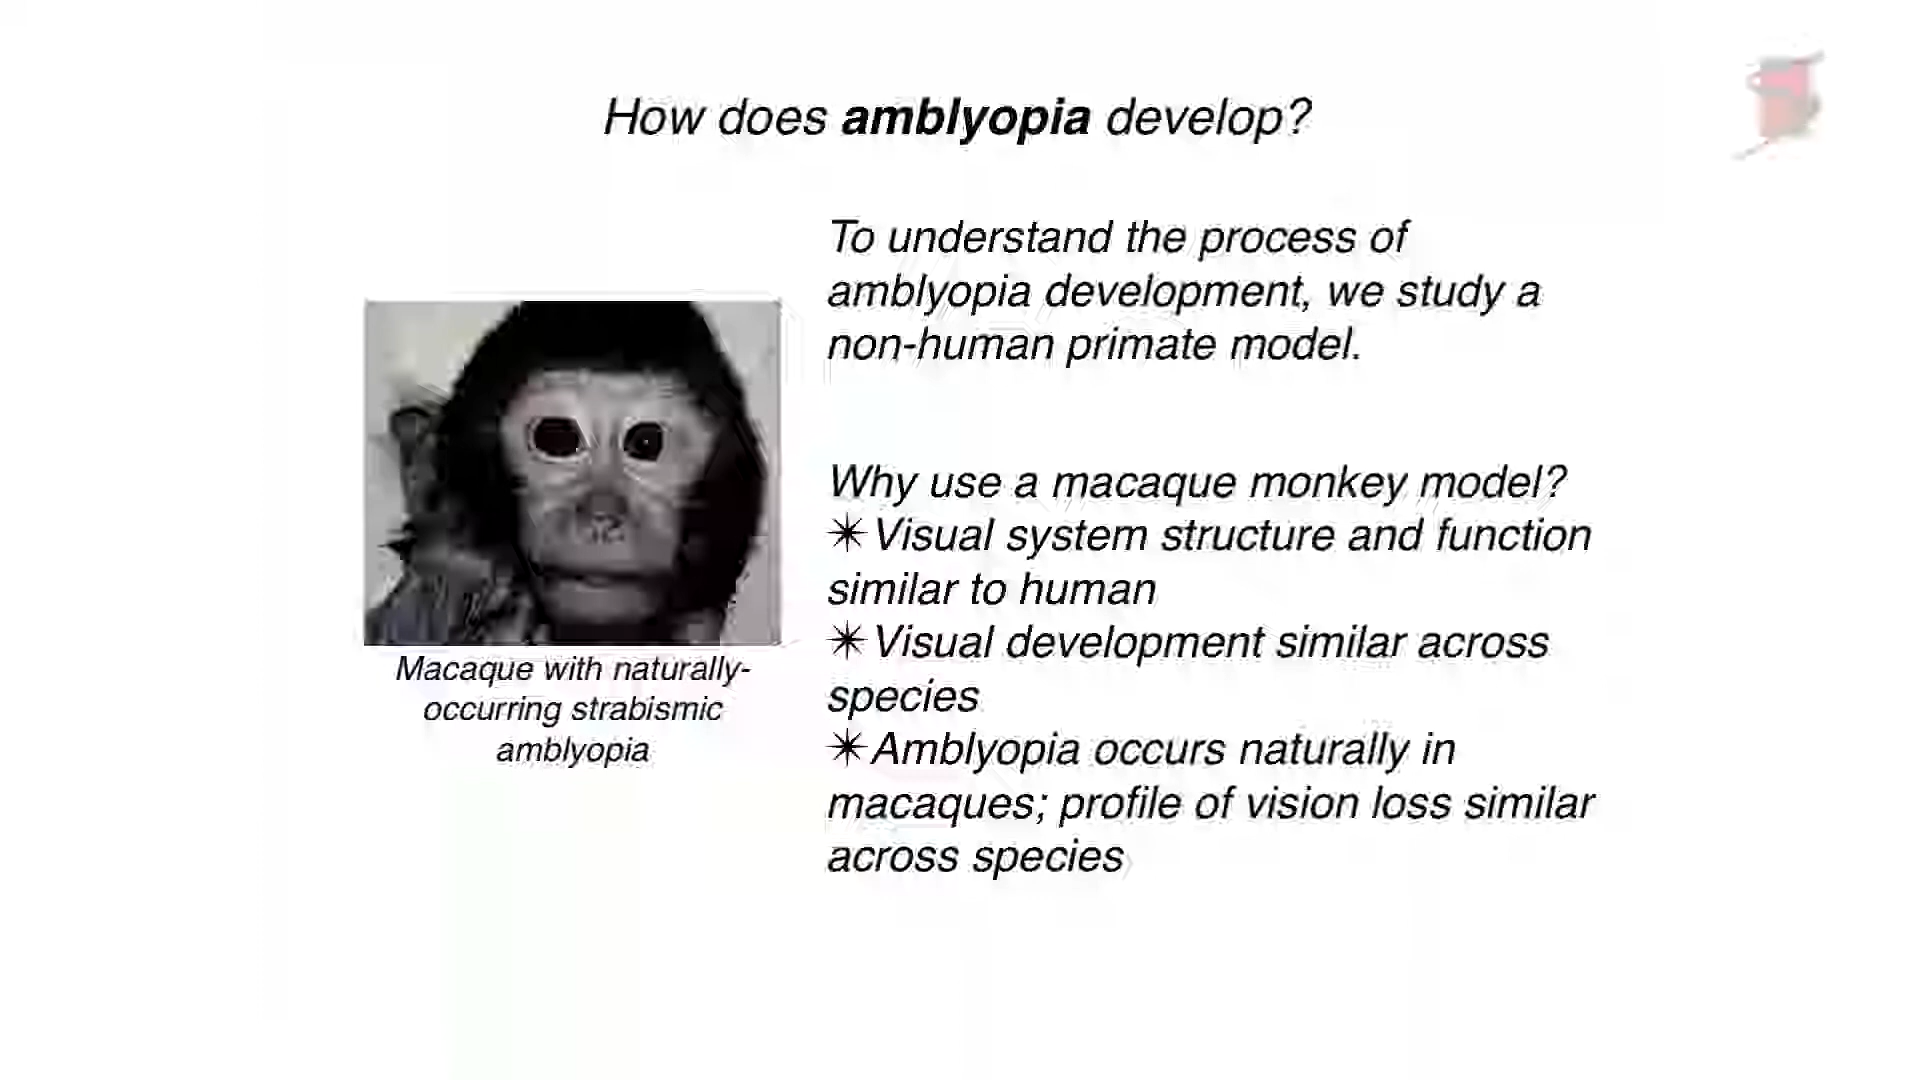 How does amblyopia develop?
To understand the process of
amblyopia development, we study a
non-human primate model.
Why use a macaque monkey model?
✴Visual system structure and function
similar to human
✴Visual development similar across
species
✴Amblyopia occurs naturally in
macaques; profile of vision loss similar
across species
Macaque with naturally-
occurring strabismic
amblyopia